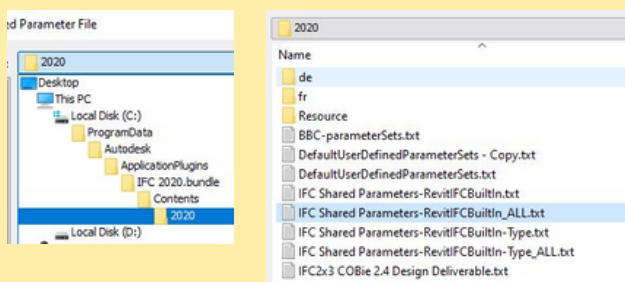 ed Parameter File
2020
Desktop
This PC
Local Disk (C:)
ProgramData
Autodesk
ApplicationPlugins
IFC 2020.bundle
Contents
2020
Local Disk (D:)
2020
Name
de
fr
Resource
BBC-parameterSets.txt
DefaultUserDefinedParameterSets - Copy.txt
DefaultUserDefinedParameterSets.txt
IFC Shared Parameters-RevitIFCBuiltIn.txt
IFC Shared Parameters-RevitIFCBuiltIn_ALL.txt
IFC Shared Parameters-RevitIFCBuiltIn-Type.txt
IFC Shared Parameters-RevitIFCBuiltIn-Type_ALL.txt
IFC2x3 COBie 2.4 Design Deliverable.txt